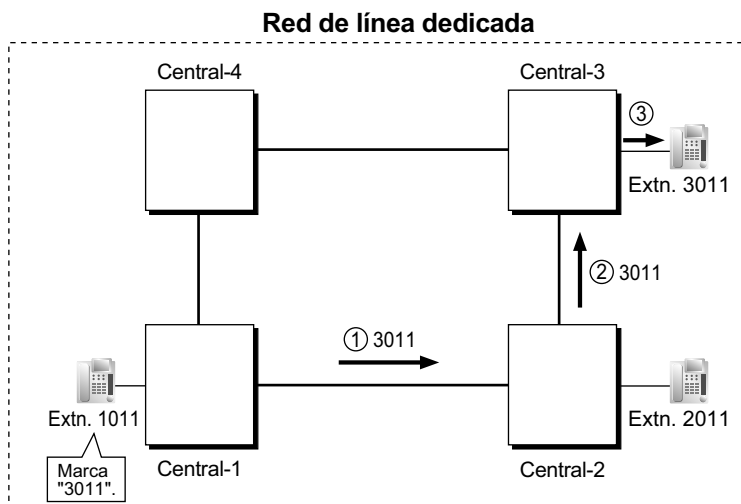 Red de línea dedicada
Central-4
Central-3
③
Extn. 3011
② 3011
① 3011
Extn. 1011
Extn. 2011
Marca
"3011".
Central-1
Central-2